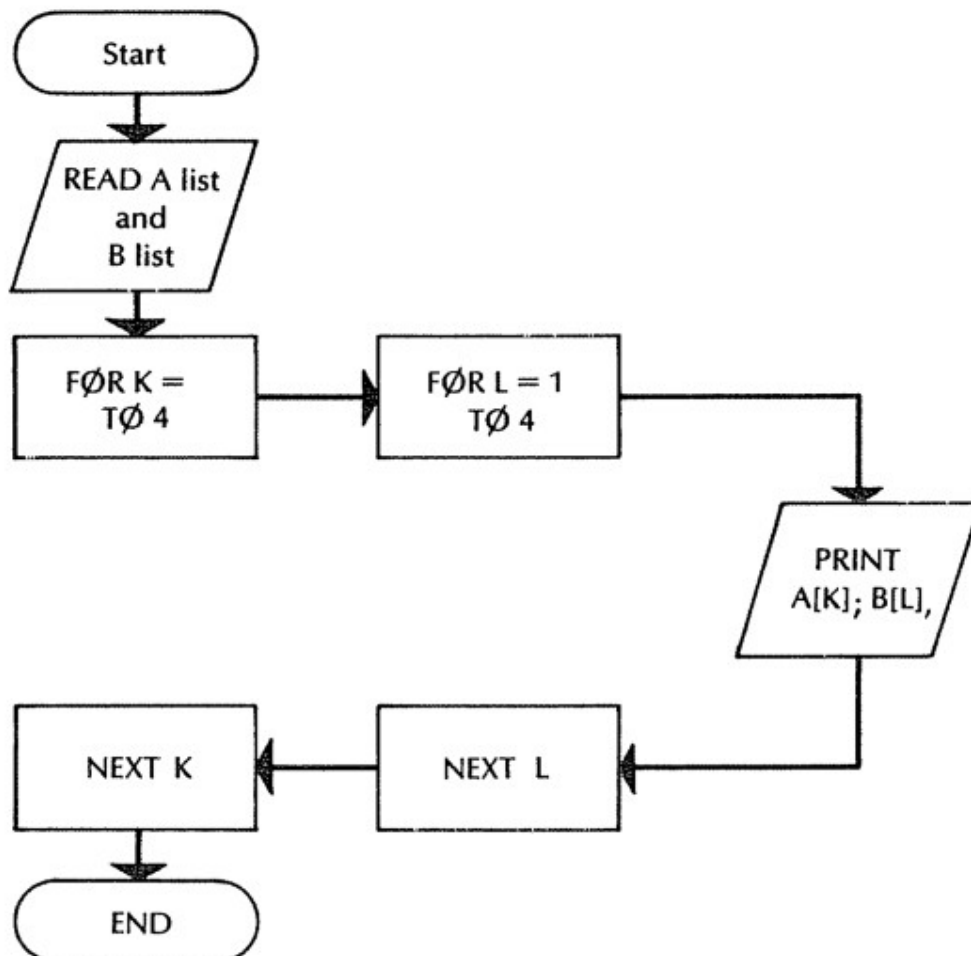 Start
READ A list
and
B list
FØR K =
TØ 4
FØR L = 1
TØ 4
PRINT
A[K]; B[L],
NEXT L
NEXT K
END